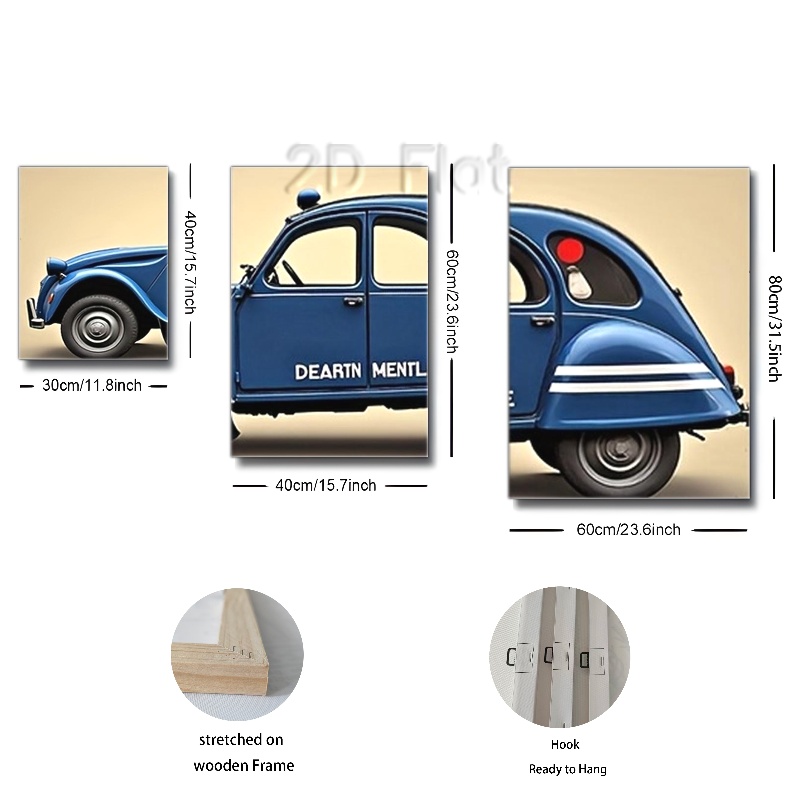 2D Flat
40cm/15.7inch
60cm/23.6inch
80cm/31.5inch
DEARTN MENTL
E
30cm/11.8inch
40cm/15.7inch
60cm/23.6inch
stretched on
wooden Frame
Hook
Ready to Hang